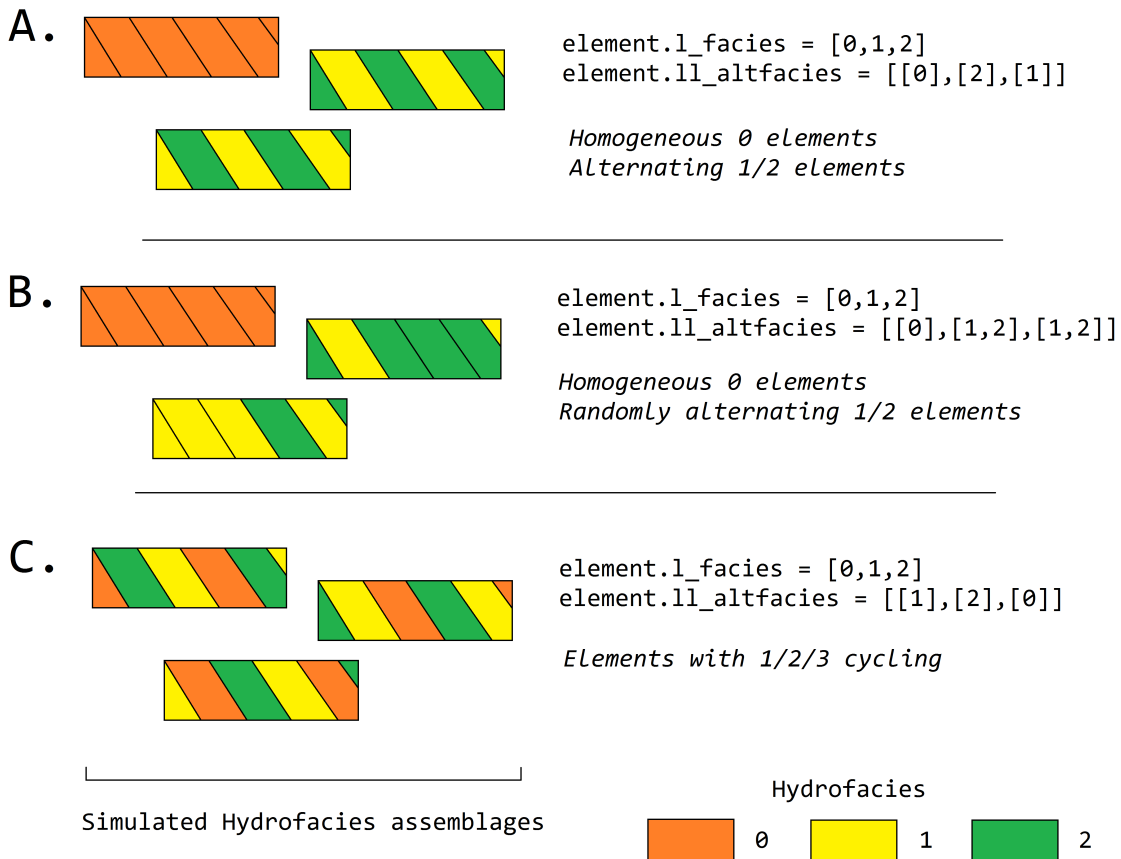 A.
element.l_facies = [0,1,2]
element.ll_altfacies = [[0],[2],[1]]
Homogeneous 0 elements
Alternating 1/2 elements
B.
element.l_facies = [0,1,2]
element.ll_altfacies = [[0],[1,2],[1,2]]
Homogeneous 0 elements
Randomly alternating 1/2 elements
C.
element.l_facies = [0,1,2]
element.ll_altfacies = [[1],[2],[0]]
Elements with 1/2/3 cycling
Simulated Hydrofacies assemblages
Hydrofacies
0 1 2